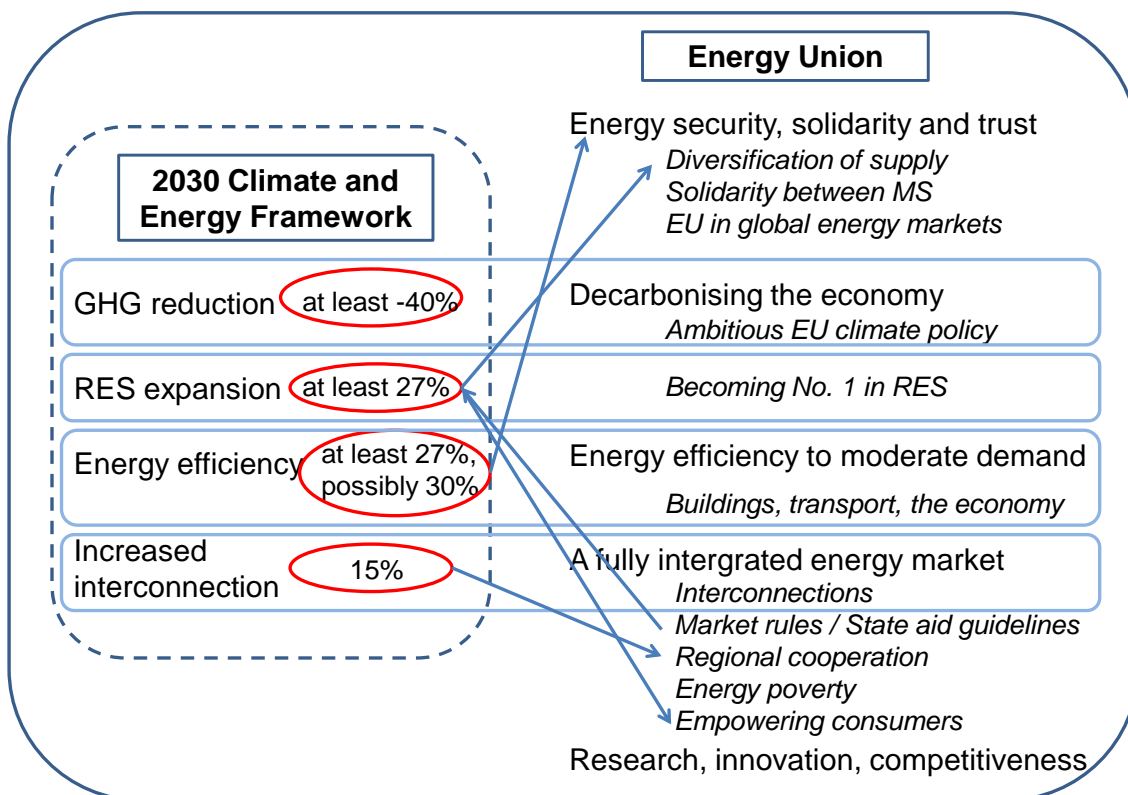 Energy Union
Energy security, solidarity and trust
Diversification of supply
Solidarity between MS
EU in global energy markets
2030 Climate and
Energy Framework
GHG reduction at least -40%
Decarbonising the economy
Ambitious EU climate policy
RES expansion at least 27%
Becoming No. 1 in RES
Energy efficiency at least 27%,
possibly 30%
Energy efficiency to moderate demand
Buildings, transport, the economy
Increased
interconnection 15%
A fully intergrated energy market
Interconnections
Market rules / State aid guidelines
Regional cooperation
Energy poverty
Empowering consumers
Research, innovation, competitiveness